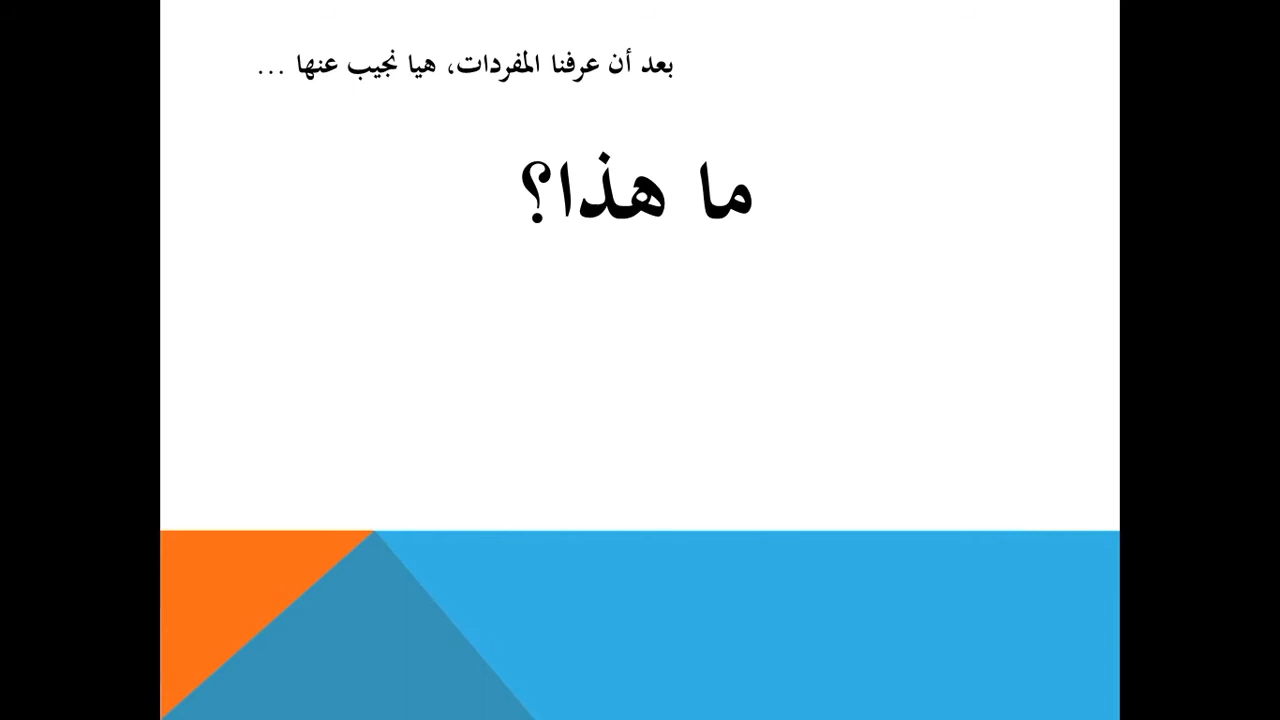 بعد أن عرفنا المفردات، هيا نجيب عنها ...
ما هذا؟